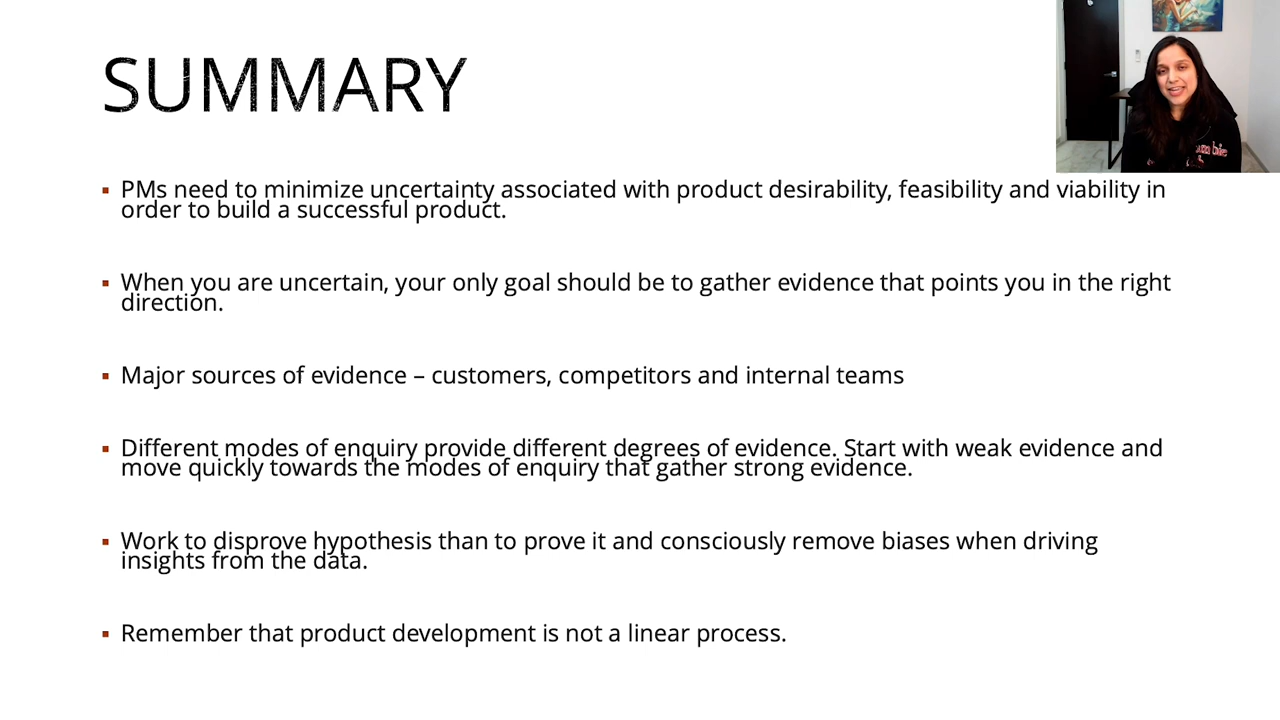 SUMMARY
PMs need to minimize uncertainty associated with product desirability, feasibility and viability in
order to build a successful product.
When you are uncertain, your only goal should be to gather evidence that points you in the right
direction.
Major sources of evidence – customers, competitors and internal teams
Different modes of enquiry provide different degrees of evidence. Start with weak evidence and
move quickly towards the modes of enquiry that gather strong evidence.
Work to disprove hypothesis than to prove it and consciously remove biases when driving
insights from the data.
Remember that product development is not a linear process.